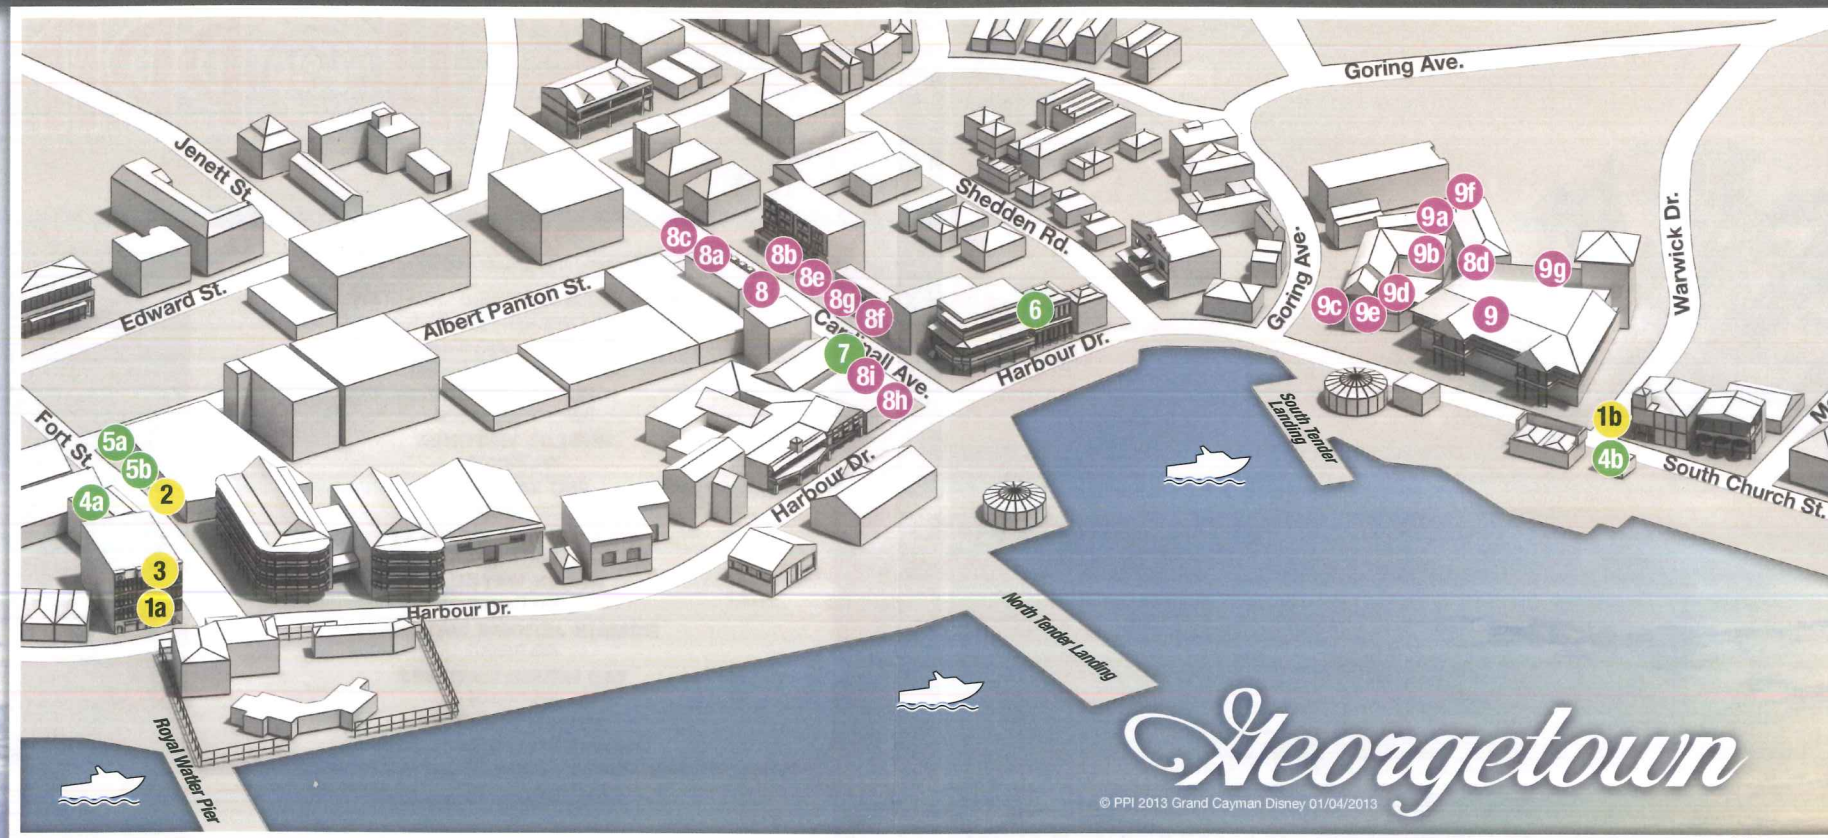 Goring Ave.
Jenett St.
Shedden Rd.
Warwick Dr.
Goring Ave.
Edward St.
Albert Panton St.
Cardinall Ave.
Harbour Dr.
Fort St.
Harbour Dr.
Harbour Dr.
South Tender
Landing
South Church St.
North Tender Landing
Royal Watler Pier
9f
9a
9b
8d
9g
9d
9c
9e
9
8c
8a
8b
8e
8
8g
8f
6
7
8i
8h
1b
4b
5a
5b
2
4a
3
1a
Georgetown
© PPI 2013 Grand Cayman Disney 01/04/2013